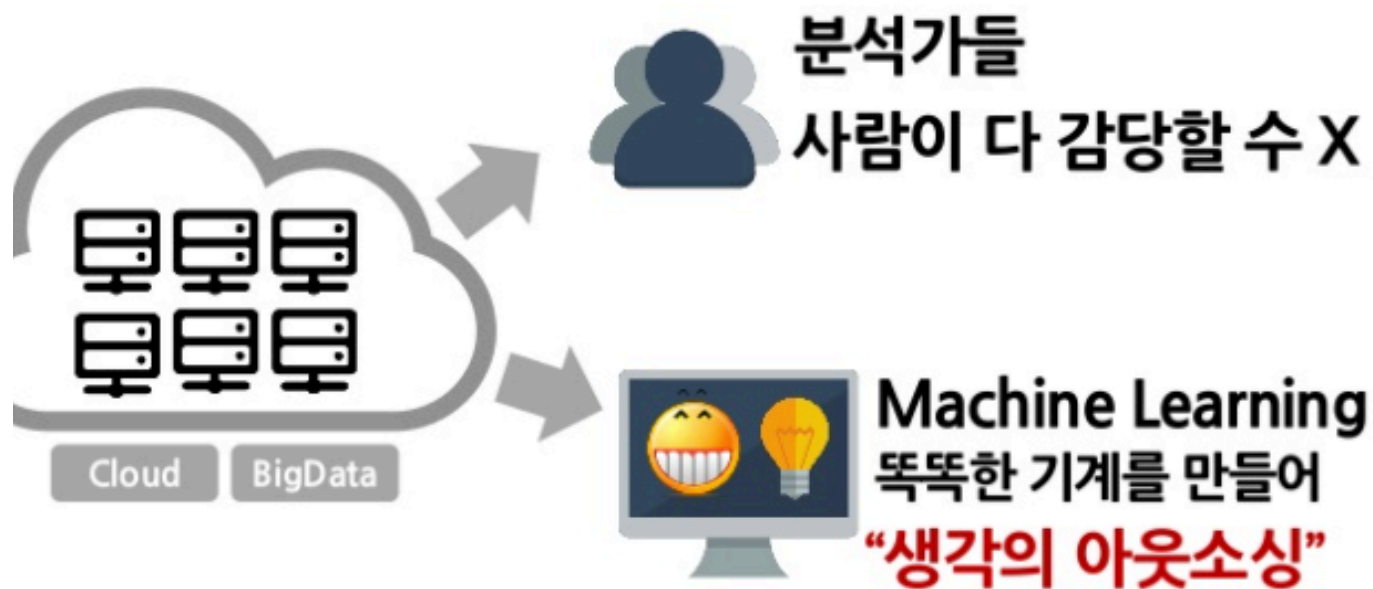 분석가들
사람이 다 감당할 수 X
Cloud
BigData
Machine Learning
똑똑한 기계를 만들어
“생각의 아웃소싱”